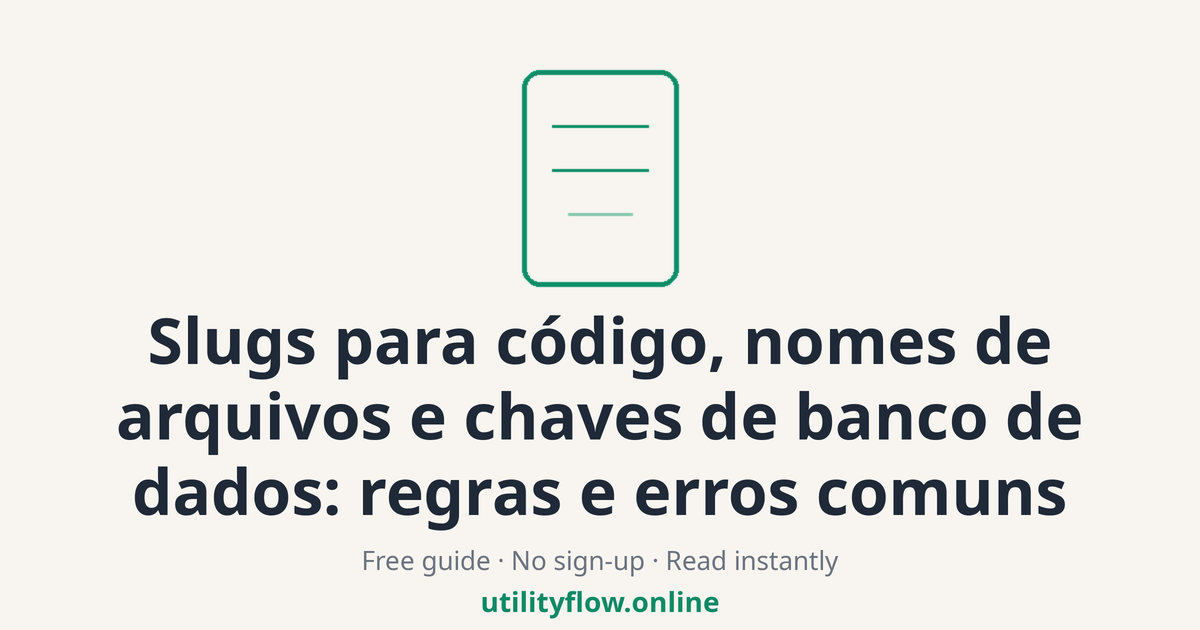 Slugs para código, nomes de
arquivos e chaves de banco de
dados: regras e erros comuns
Free guide · No sign-up · Read instantly
utilityflow.online